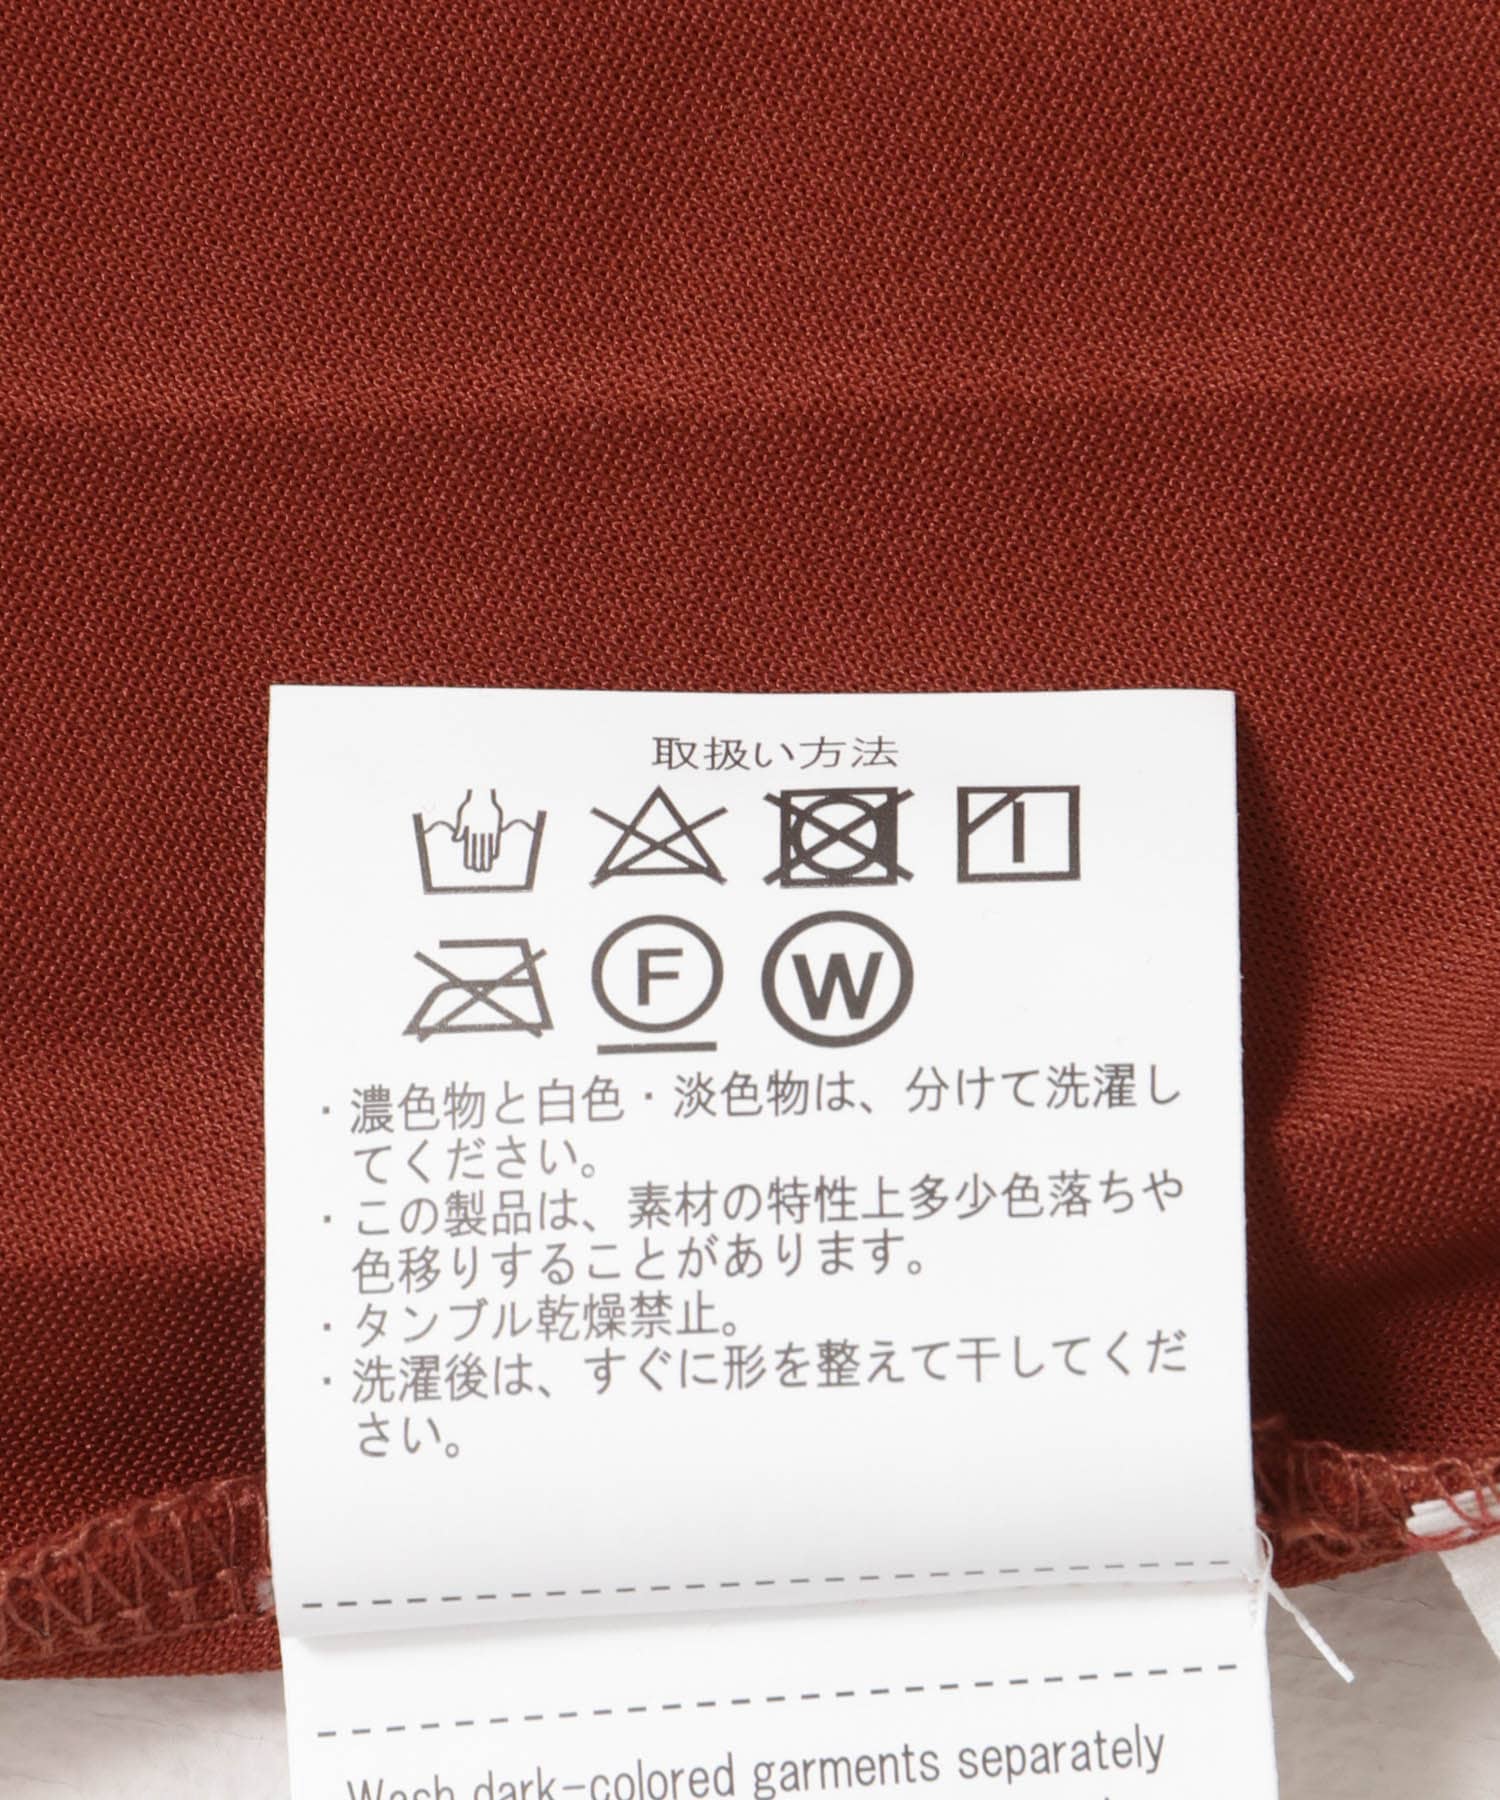 取扱い方法
F
W
・濃色物と白色・淡色物は、分けて洗濯し
てください。
・この製品は、素材の特性上多少色落ちや
色移りすることがあります。
・タンブル乾燥禁止。
・洗濯後は、すぐに形を整えて干してくだ
さい。
Wash dark-colored garments separately